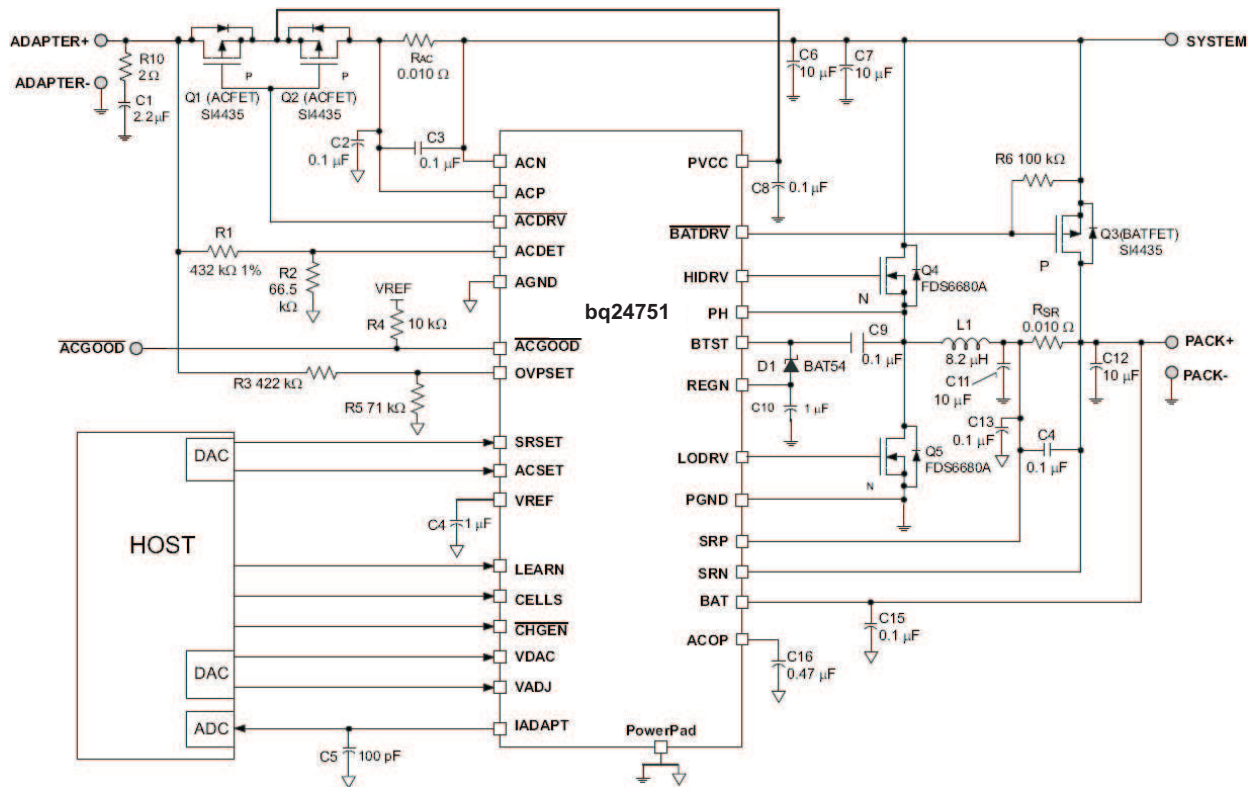 ADAPTER+
ADAPTER-
R10
2 Ω
C1
2.2 µF
P
Q1 (ACFET)
SI4435
P
Q2 (ACFET)
SI4435
RAC
0.010 Ω
C6
10 µF
C7
10 µF
SYSTEM
C2
0.1 µF
C3
0.1 µF
ACN
ACP
ACDRV
ACDET
AGND
ACGOOD
OVPSET
SRSET
ACSET
VREF
LEARN
CELLS
CHGEN
VDAC
VADJ
IADAPT
R1
432 kΩ 1%
R2
66.5
kΩ
VREF
R4
10 kΩ
ACGOOD
R3 422 kΩ
R5 71 kΩ
HOST
DAC
DAC
ADC
C4
1 µF
C5
100 pF
bq24751
PowerPad
PVCC
BATDRV
HIDRV
PH
BTST
REGN
LODRV
PGND
SRP
SRN
BAT
ACOP
C8
0.1 µF
R6 100 kΩ
Q3(BATFET)
SI4435
P
Q4
FDS6680A
N
C9
0.1 µF
D1
BAT54
C10
1 µF
L1
8.2 µH
RSR
0.010 Ω
C11
10 µF
C12
10 µF
PACK+
PACK-
C13
0.1 µF
C4
0.1 µF
Q5
FDS6680A
N
C15
0.1 µF
C16
0.47 µF